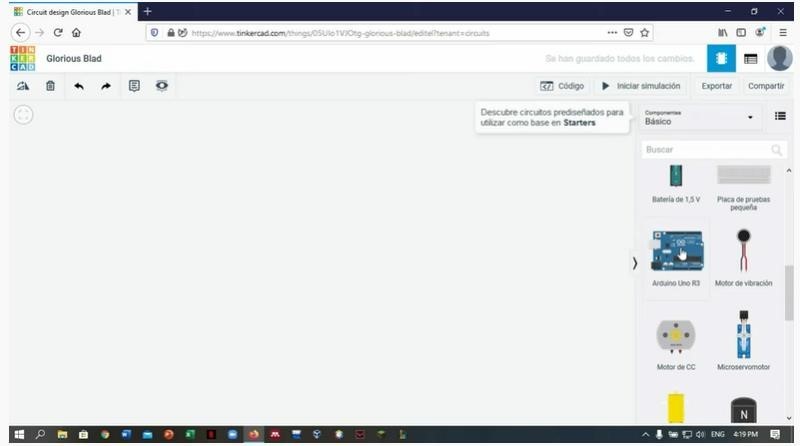 Circuit design Glorious Blad | Ti
https://www.tinkercad.com/things/05UIo1VJOtg-glorious-blad/editel?tenant=circuits
TIN
KER
CAD
Glorious Blad
Se han guardado todos los cambios.
Código
Iniciar simulación
Exportar
Compartir
Descubre circuitos prediseñados para
utilizar como base en Starters
Componentes
Básico
Buscar
Batería de 1,5 V
Placa de pruebas
pequeña
Arduino Uno R3
Motor de vibración
Motor de CC
Microservomotor
N
ENG
4:19 PM